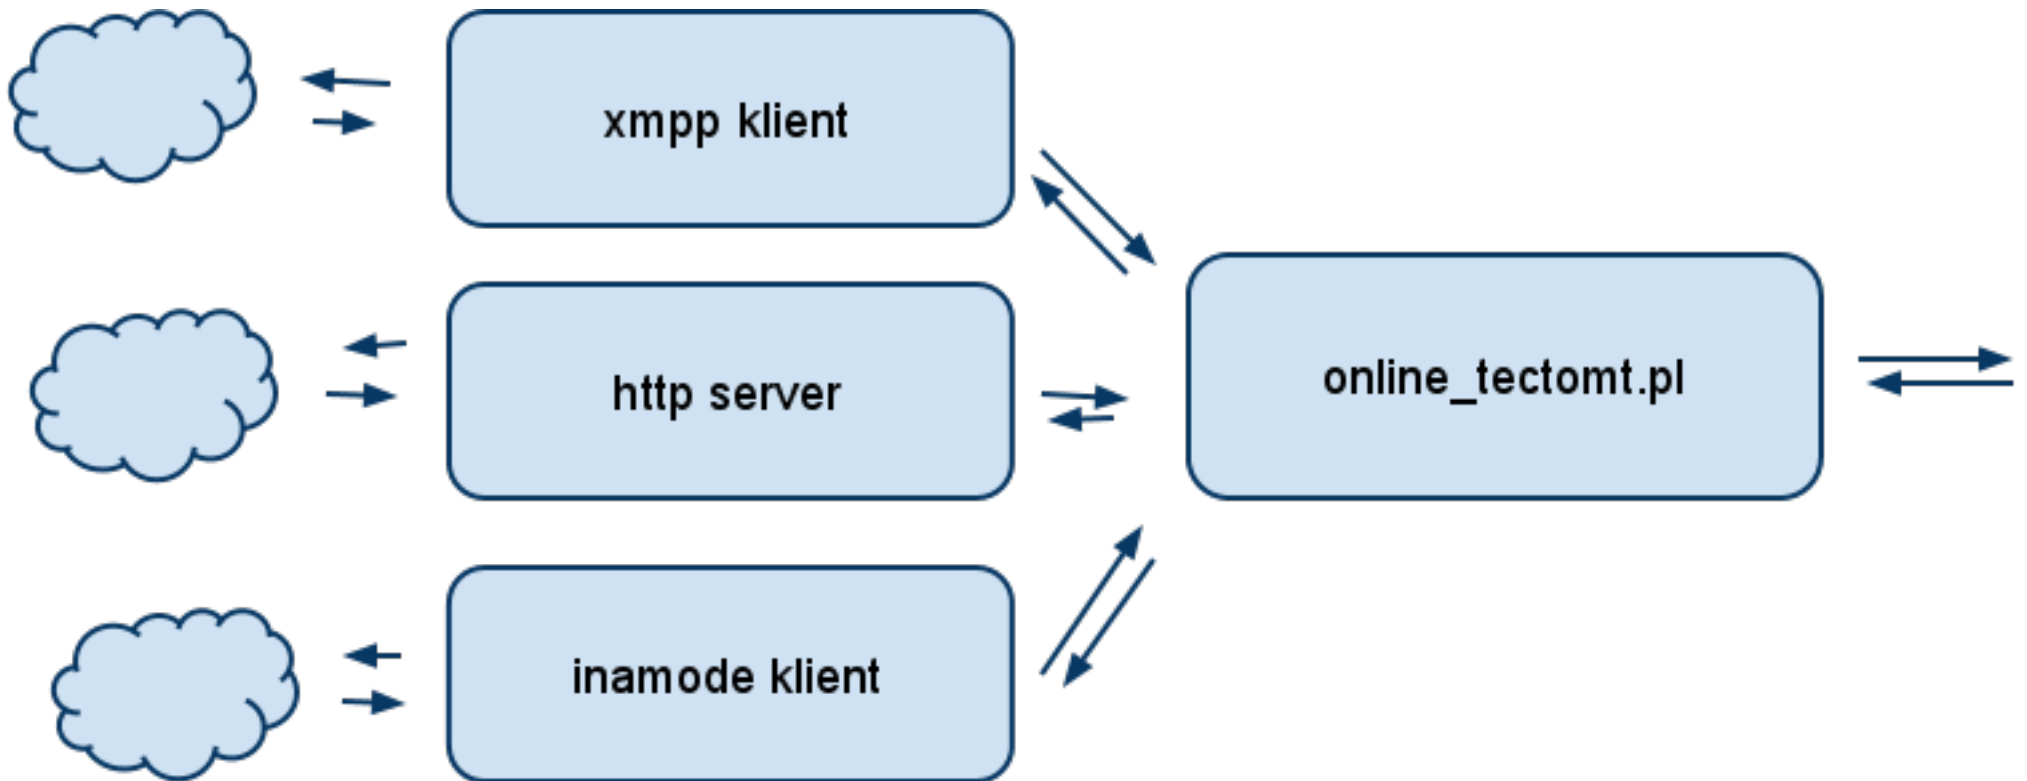 xmpp klient
http server
online_tectomt.pl
inamode klient